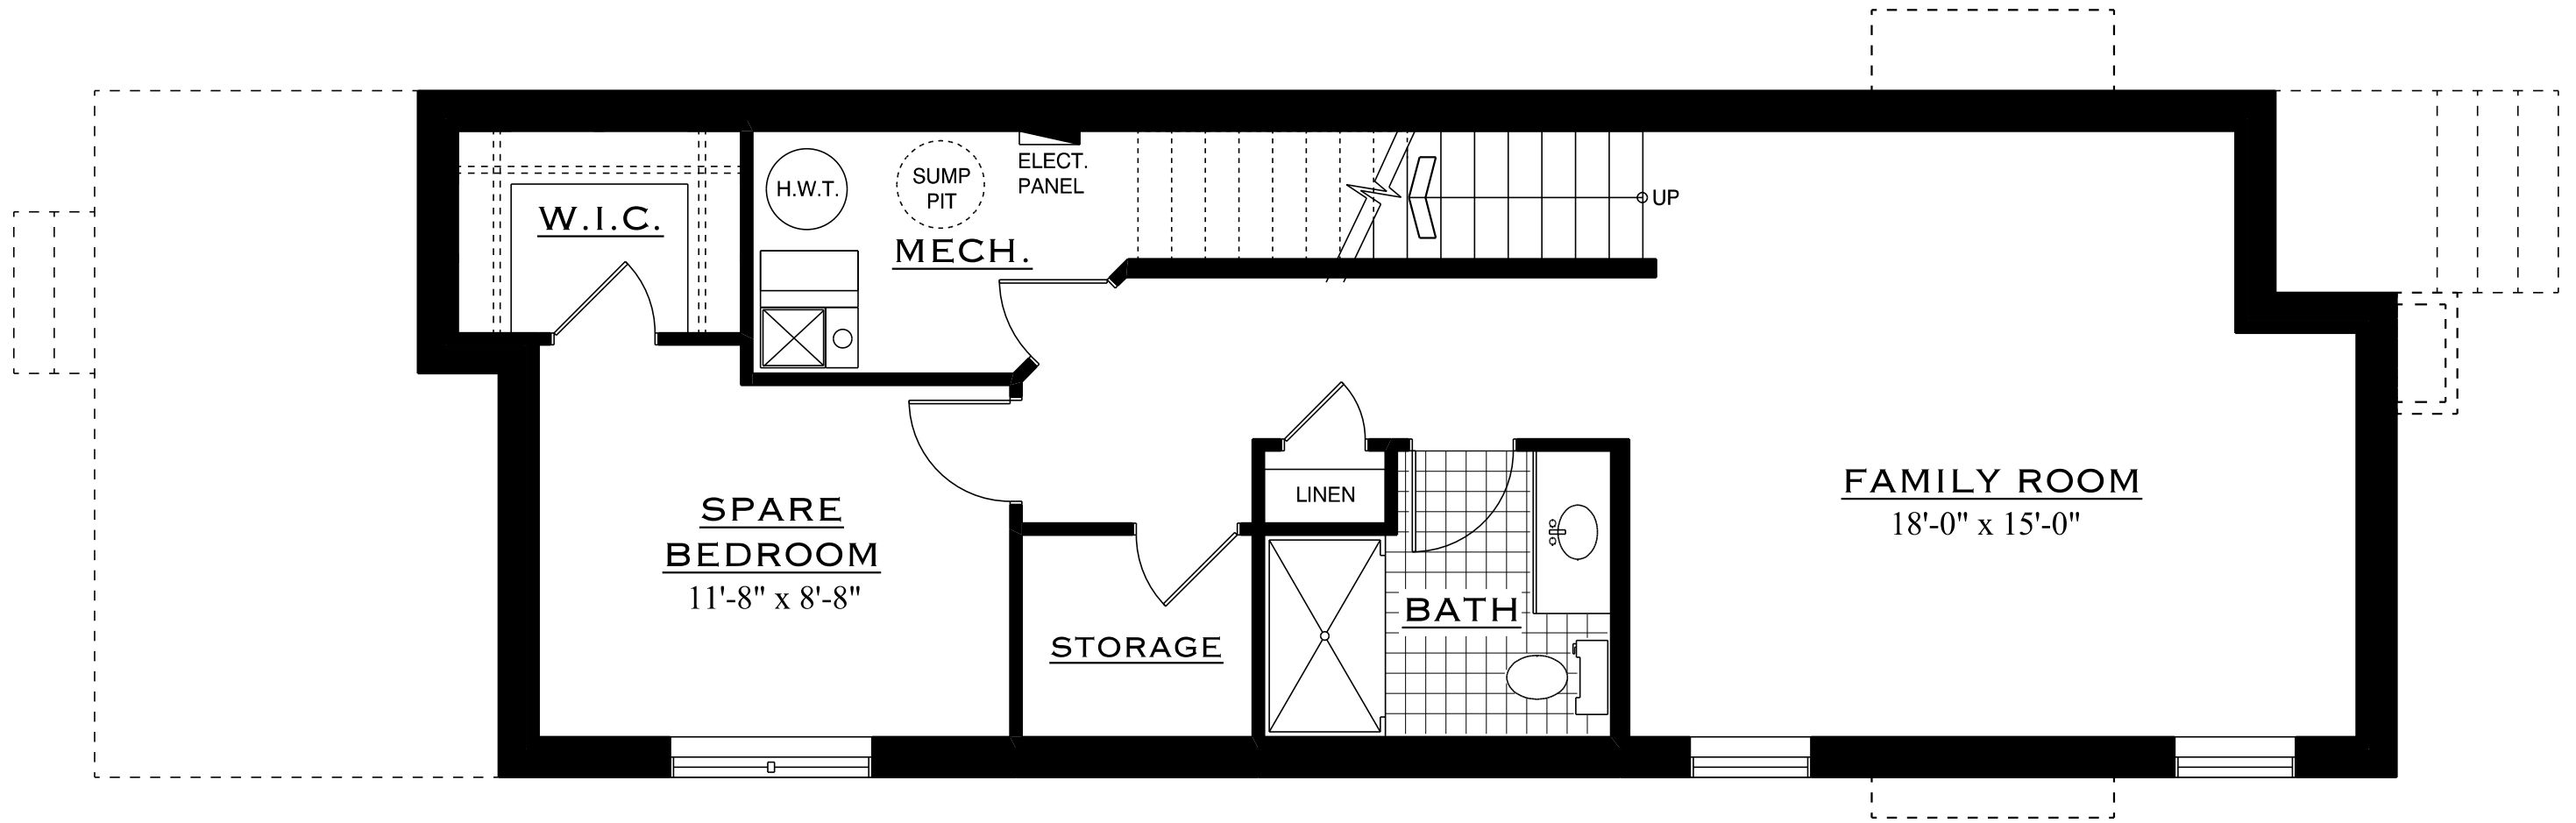 W.I.C.
H.W.T.
SUMP
PIT
ELECT.
PANEL
MECH.
UP
LINEN
SPARE
BEDROOM
11'-8" x 8'-8"
STORAGE
BATH
FAMILY ROOM
18'-0" x 15'-0"